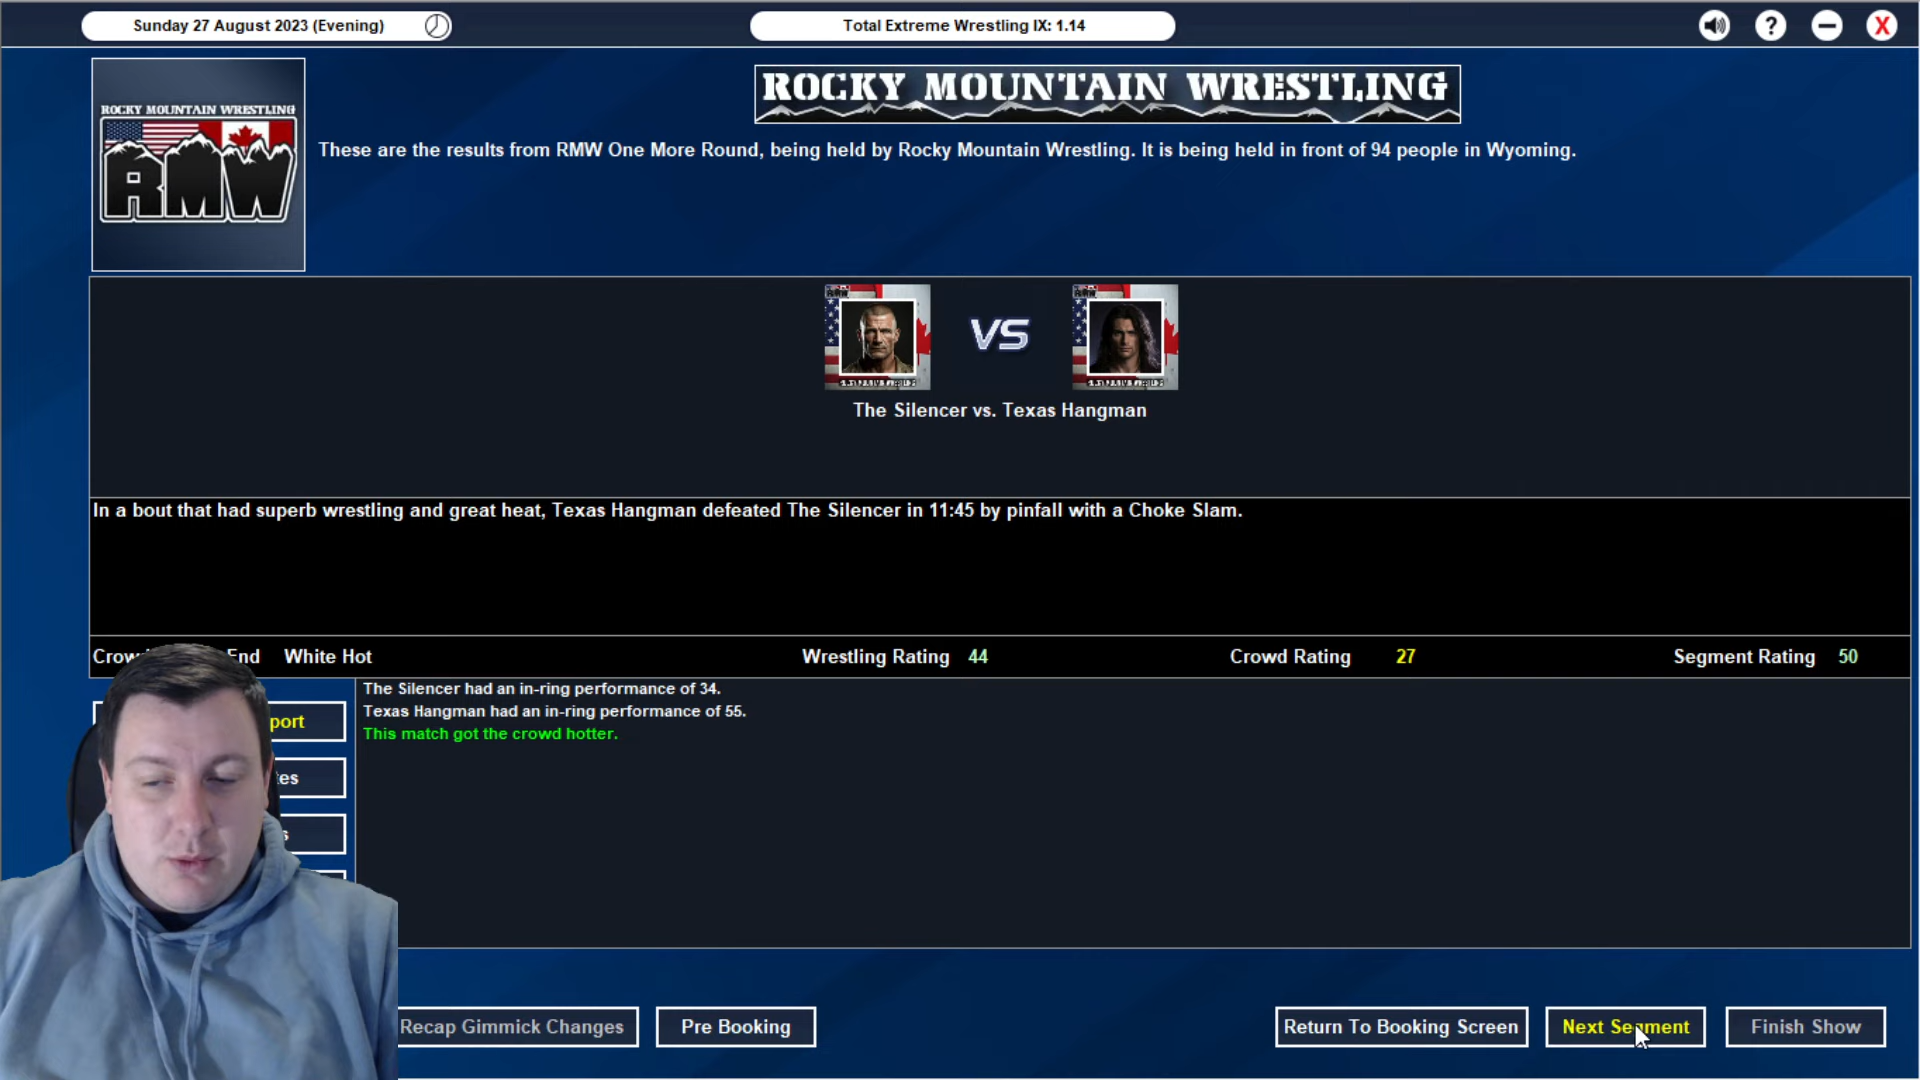 Sunday 27 August 2023 (Evening)
Total Extreme Wrestling IX: 1.14
?
X
ROCKY MOUNTAIN WRESTLING
RMW
ROCKY MOUNTAIN WRESTLING
These are the results from RMW One More Round, being held by Rocky Mountain Wrestling. It is being held in front of 94 people in Wyoming.
VS
The Silencer vs. Texas Hangman
In a bout that had superb wrestling and great heat, Texas Hangman defeated The Silencer in 11:45 by pinfall with a Choke Slam.
End White Hot Wrestling Rating 44 Crowd Rating 27 Segment Rating 50
The Silencer had an in-ring performance of 34.
Texas Hangman had an in-ring performance of 55.
This match got the crowd hotter.
Recap Gimmick Changes
Pre Booking
Return To Booking Screen
Next Segment
Finish Show